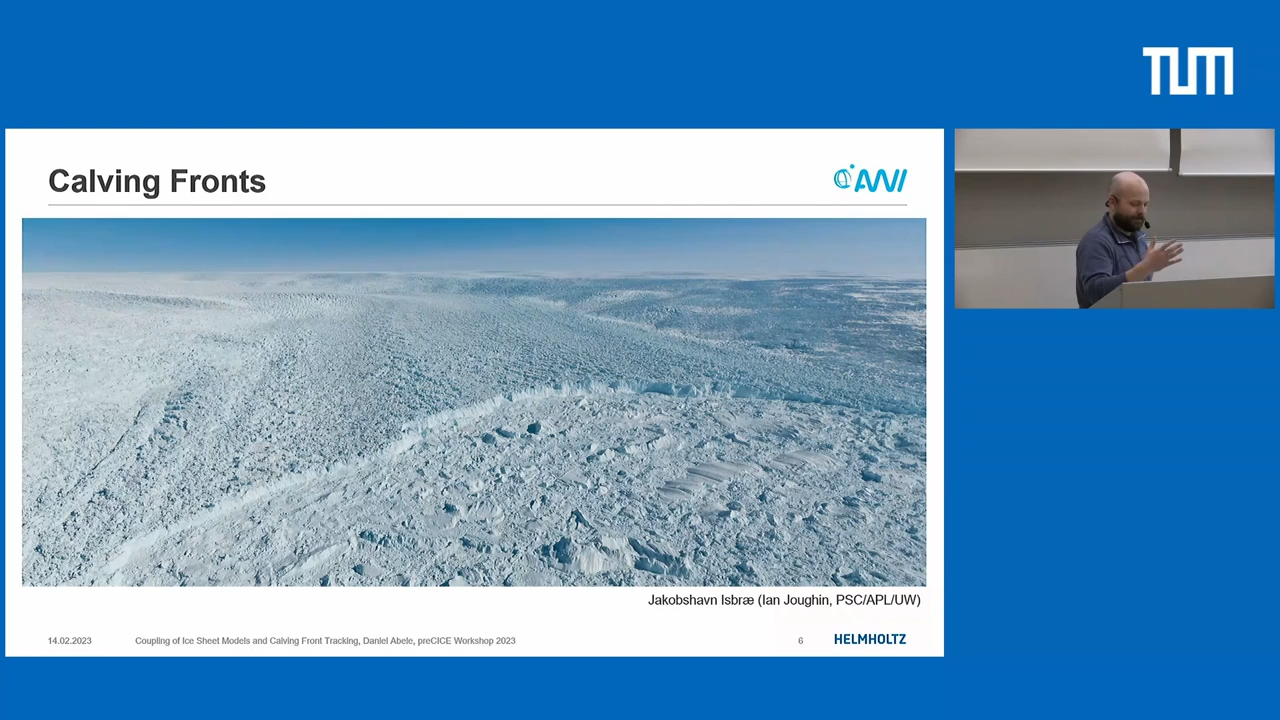 TUM
Calving Fronts
AWI
Jakobshavn Isbræ (Ian Joughin, PSC/APL/UW)
14.02.2023 Coupling of Ice Sheet Models and Calving Front Tracking, Daniel Abele, preCICE Workshop 2023 6 HELMHOLTZ